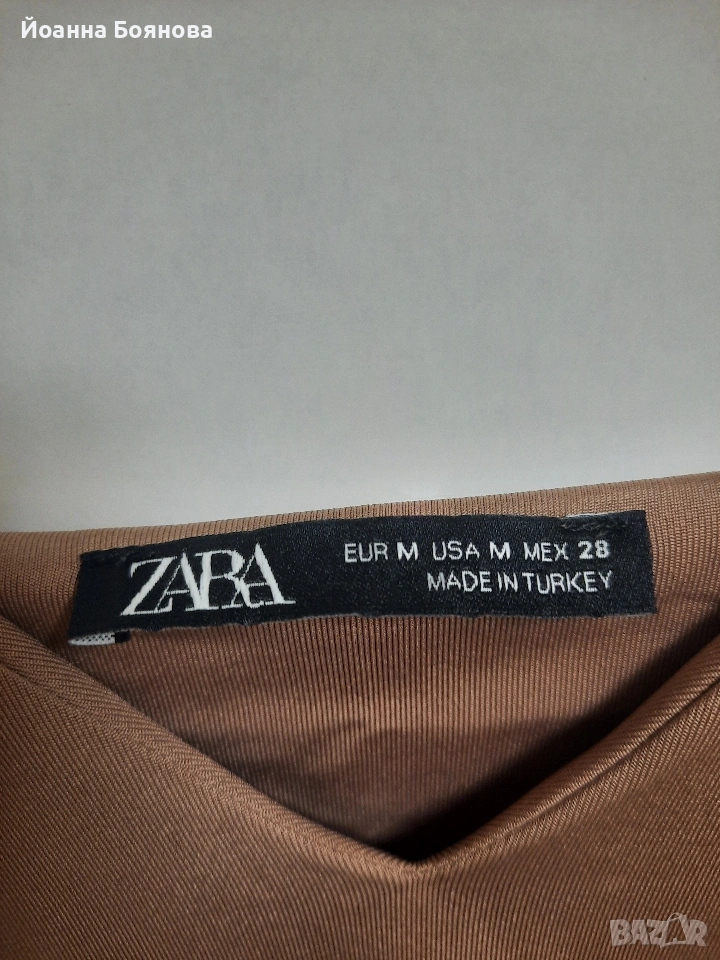 Йоанна Боянова
ZARA
EUR M USA M MEX 28
MADE IN TURKEY
BAZAR